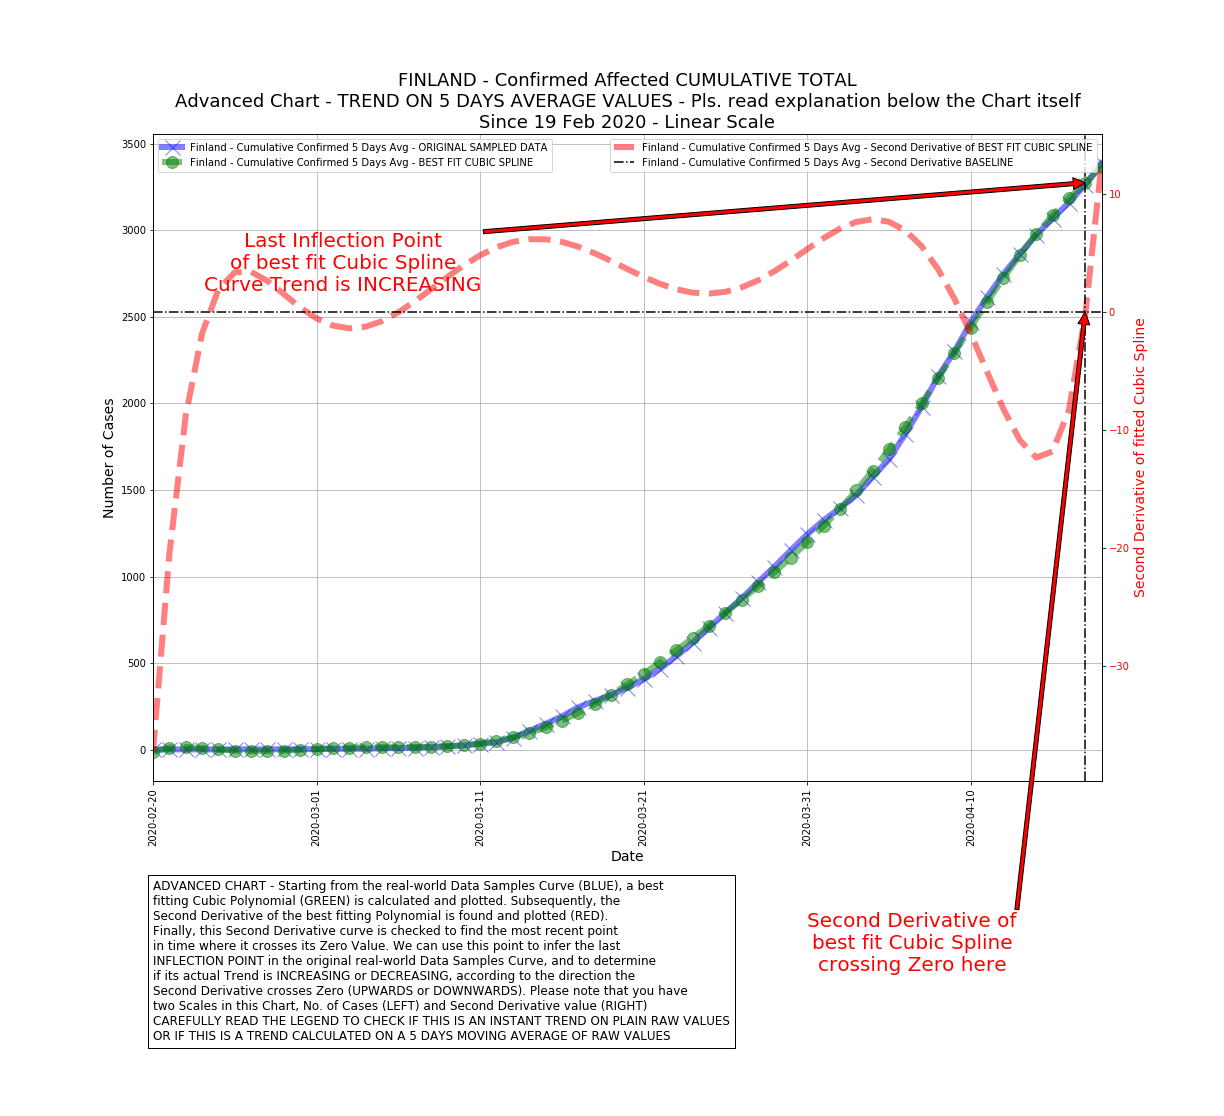 FINLAND - Confirmed Affected CUMULATIVE TOTAL
Advanced Chart - TREND ON 5 DAYS AVERAGE VALUES - Pls. read explanation below the Chart itself
Since 19 Feb 2020 - Linear Scale
Finland - Cumulative Confirmed 5 Days Avg - ORIGINAL SAMPLED DATA
Finland - Cumulative Confirmed 5 Days Avg - BEST FIT CUBIC SPLINE
Finland - Cumulative Confirmed 5 Days Avg - Second Derivative of BEST FIT CUBIC SPLINE
Finland - Cumulative Confirmed 5 Days Avg - Second Derivative BASELINE
Last Inflection Point
of best fit Cubic Spline
Curve Trend is INCREASING
Number of Cases
3500
3000
2500
2000
1500
1000
500
0
10
0
−10
−20
−30
Second Derivative of fitted Cubic Spline
2020-02-20
2020-03-01
2020-03-11
2020-03-21
2020-03-31
2020-04-10
Date
ADVANCED CHART - Starting from the real-world Data Samples Curve (BLUE), a best
fitting Cubic Polynomial (GREEN) is calculated and plotted. Subsequently, the
Second Derivative of the best fitting Polynomial is found and plotted (RED).
Finally, this Second Derivative curve is checked to find the most recent point
in time where it crosses its Zero Value. We can use this point to infer the last
INFLECTION POINT in the original real-world Data Samples Curve, and to determine
if its actual Trend is INCREASING or DECREASING, according to the direction the
Second Derivative crosses Zero (UPWARDS or DOWNWARDS). Please note that you have
two Scales in this Chart, No. of Cases (LEFT) and Second Derivative value (RIGHT)
CAREFULLY READ THE LEGEND TO CHECK IF THIS IS AN INSTANT TREND ON PLAIN RAW VALUES
OR IF THIS IS A TREND CALCULATED ON A 5 DAYS MOVING AVERAGE OF RAW VALUES
Second Derivative of
best fit Cubic Spline
crossing Zero here